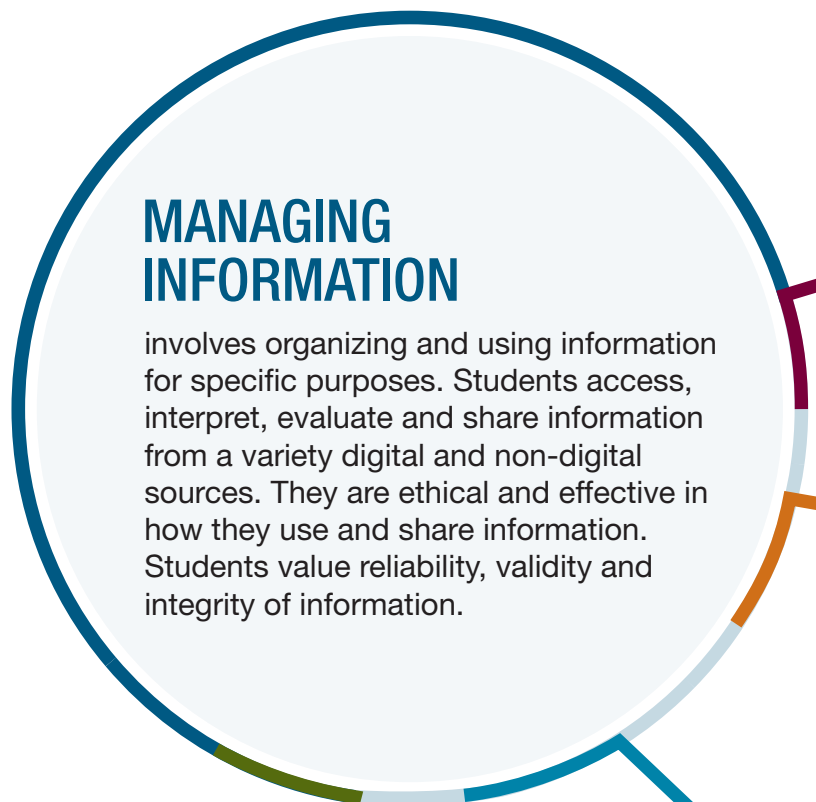 MANAGING
INFORMATION
involves organizing and using information
for specific purposes. Students access,
interpret, evaluate and share information
from a variety digital and non-digital
sources. They are ethical and effective in
how they use and share information.
Students value reliability, validity and
integrity of information.